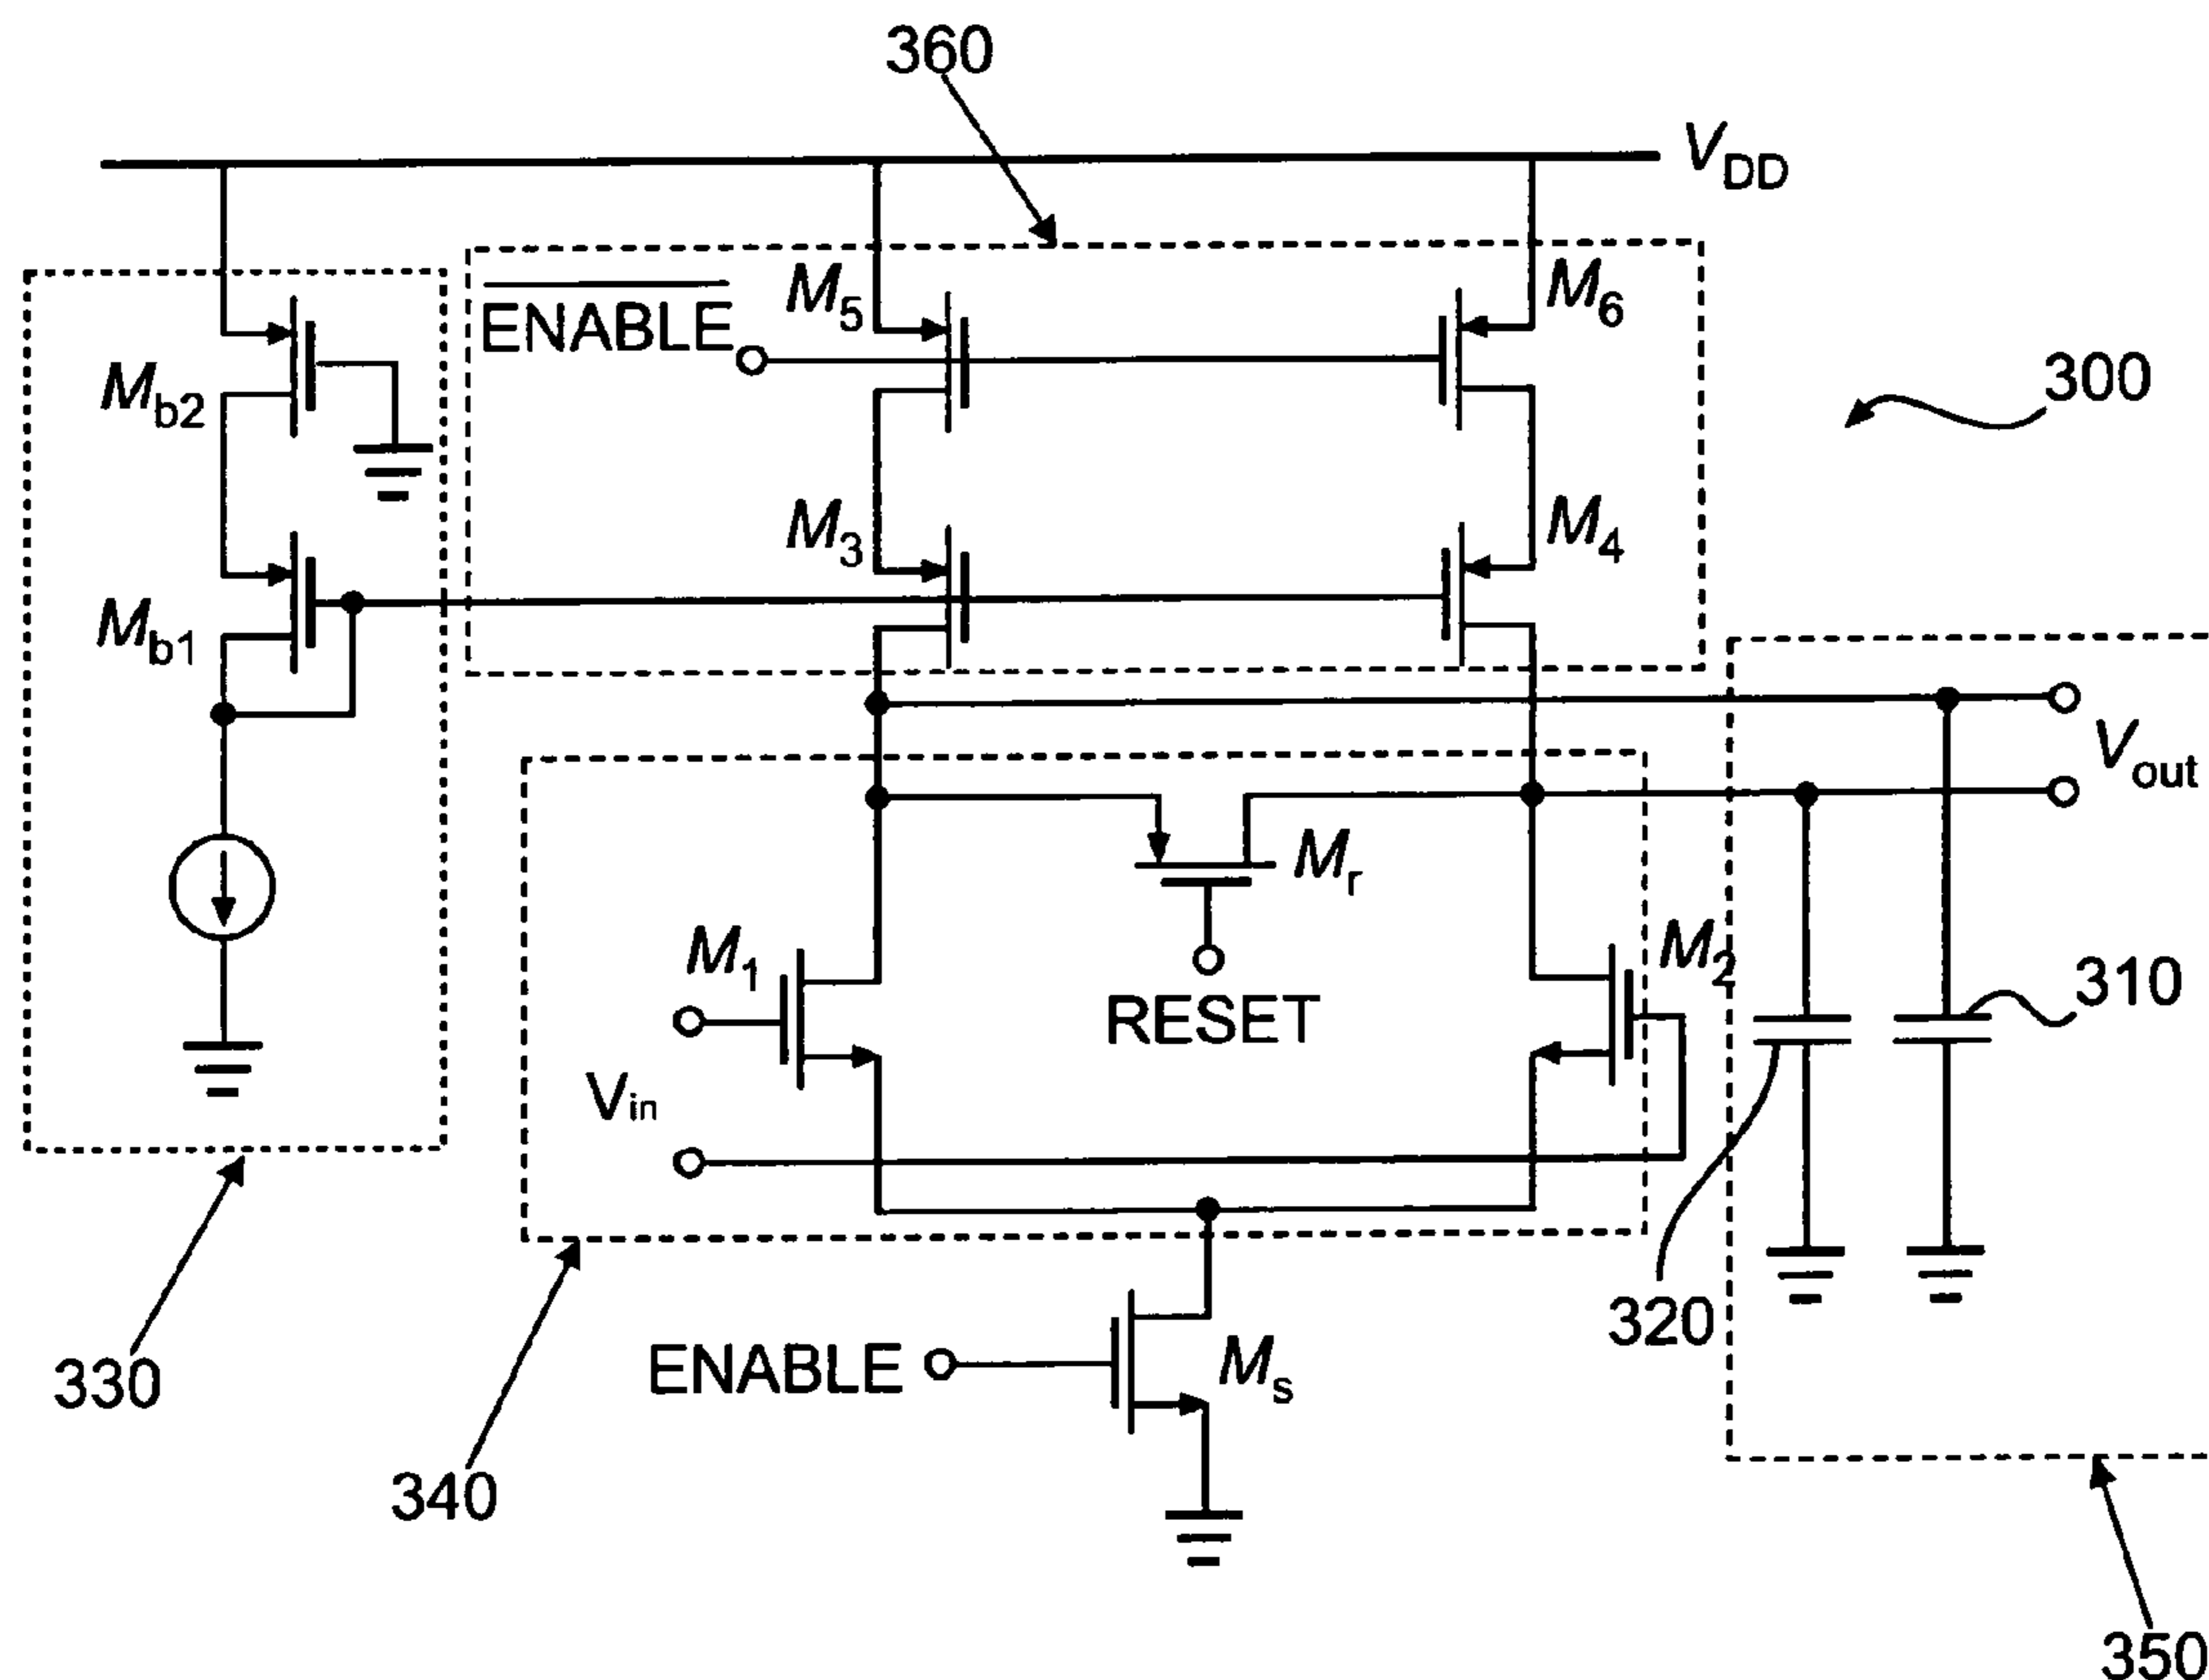 360
V_DD
ENABLE
M_5
M_6
M_b2
300
M_3
M_4
M_b1
V_out
M_r
M_1
M_2
310
RESET
V_in
320
ENABLE
M_s
330
340
350